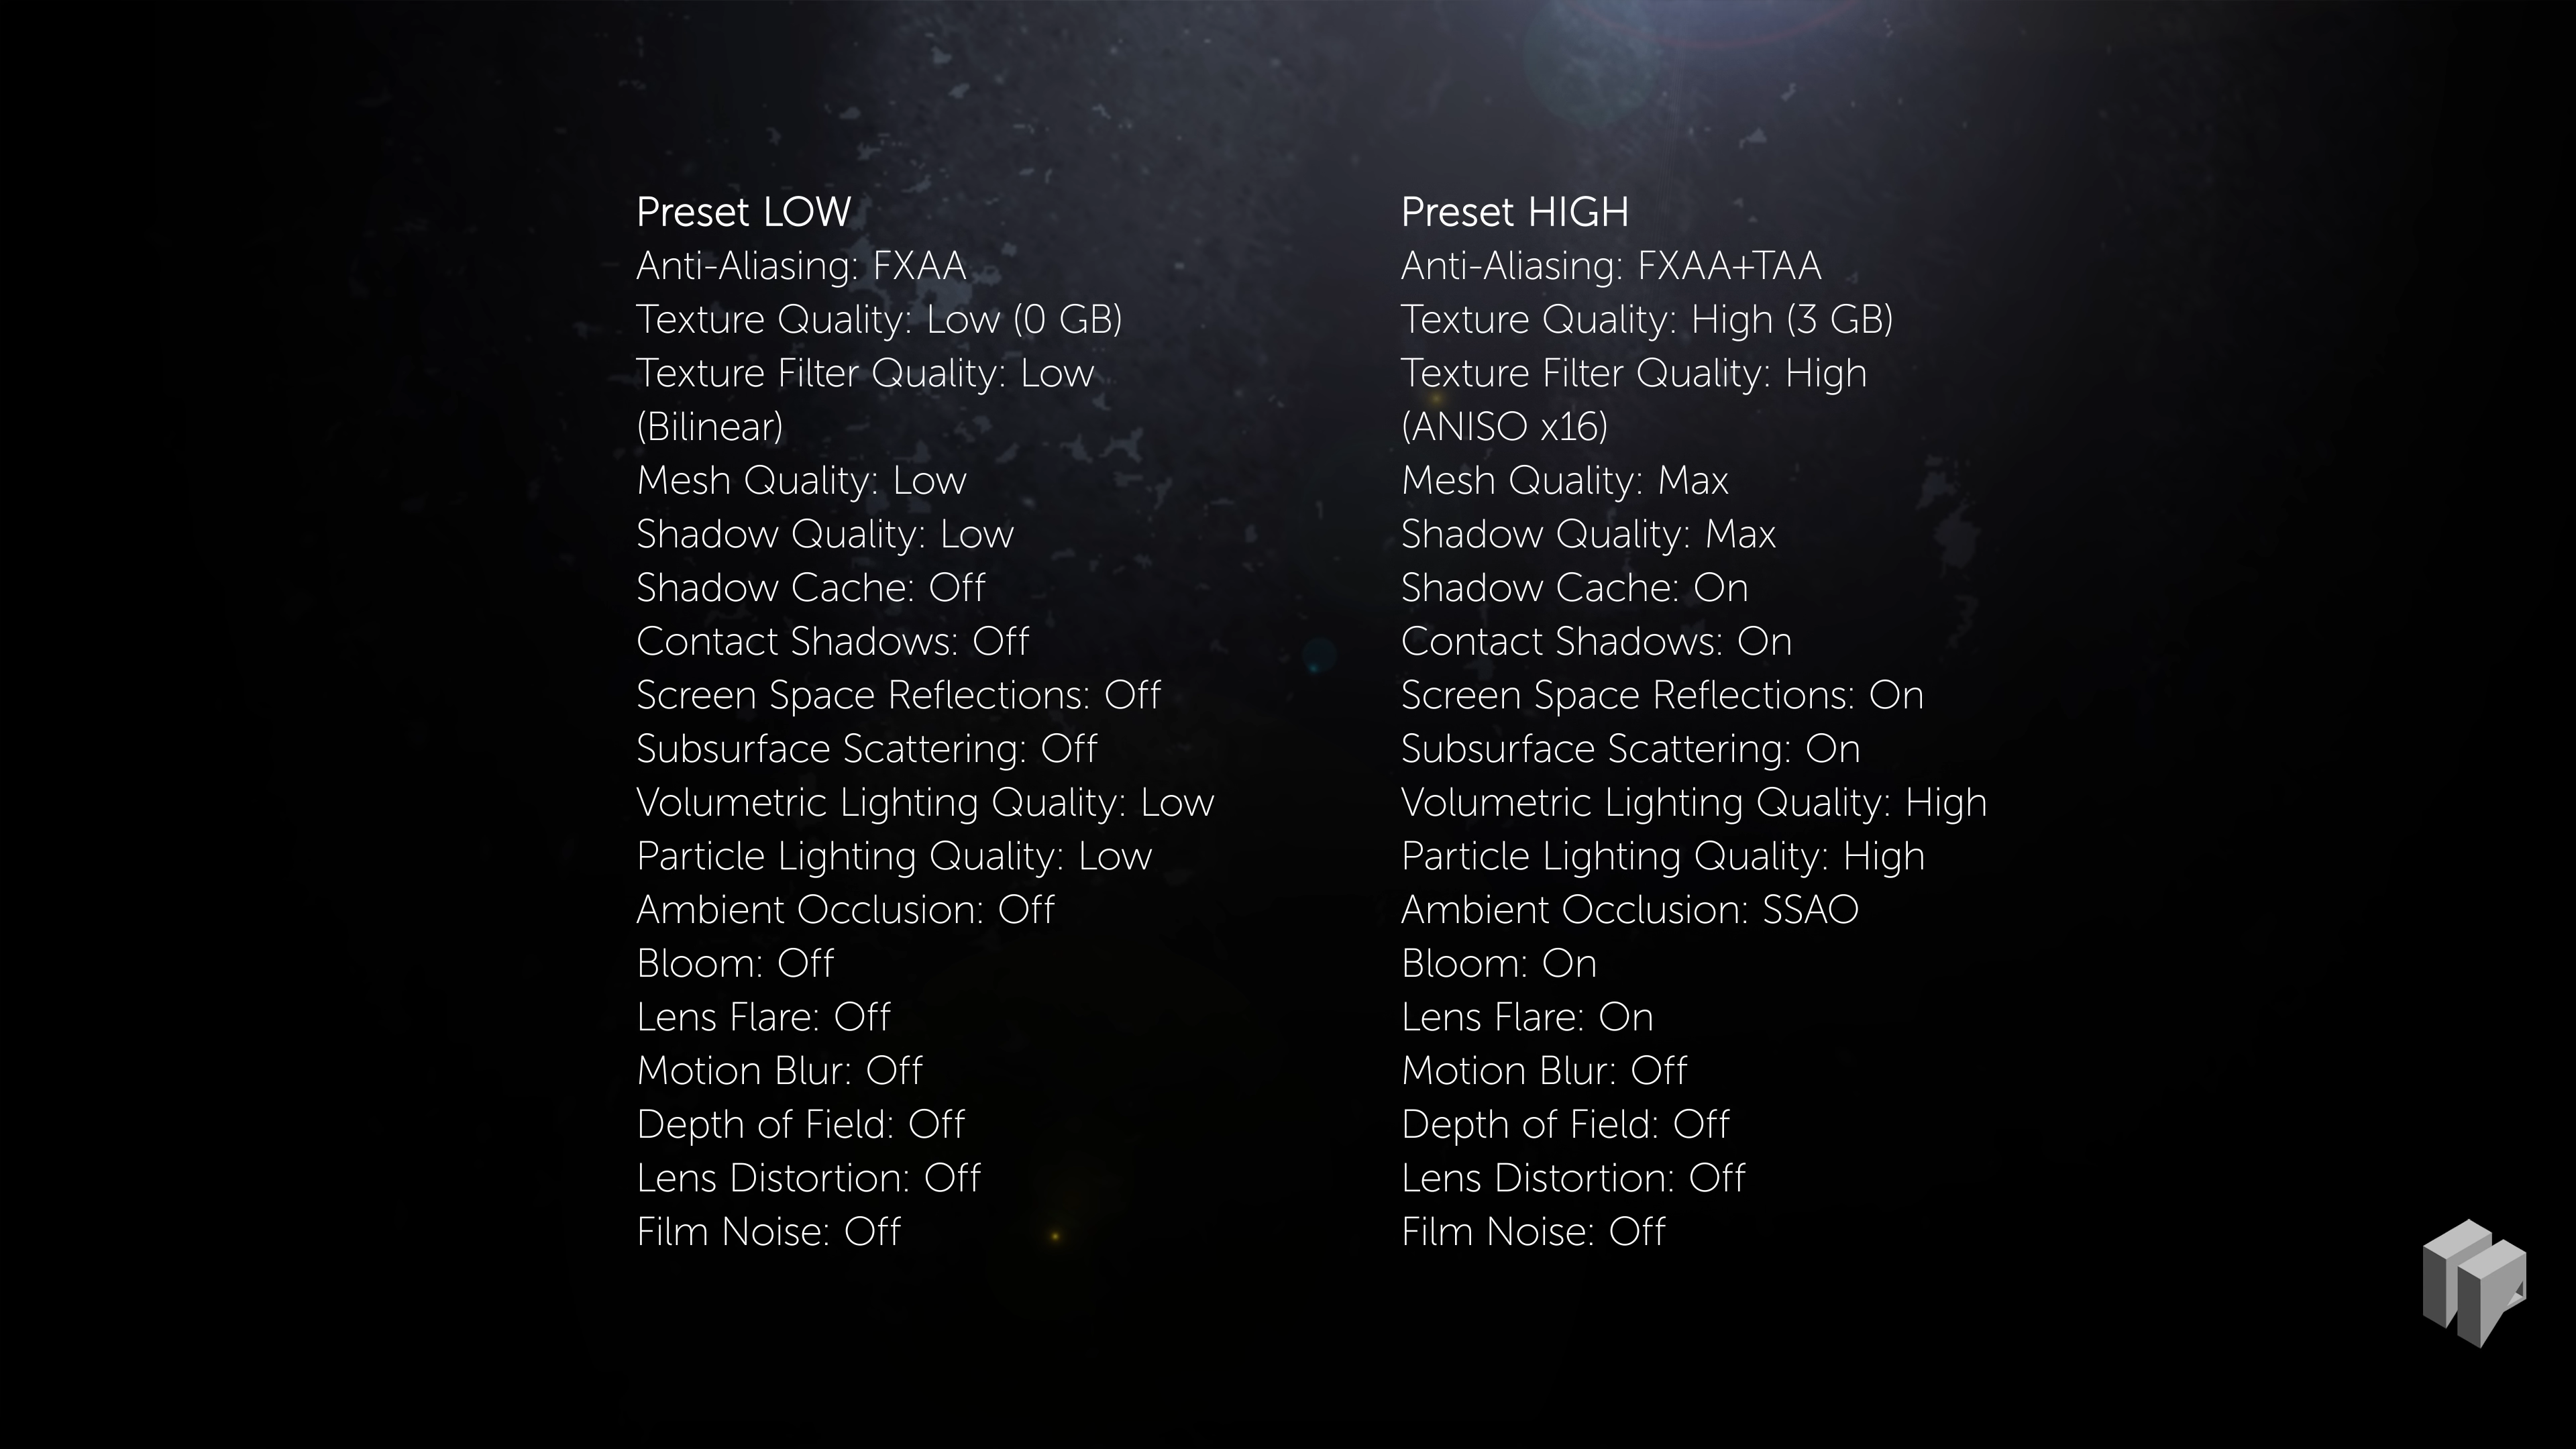 Preset LOW
Anti-Aliasing: FXAA
Texture Quality: Low (0 GB)
Texture Filter Quality: Low
(Bilinear)
Mesh Quality: Low
Shadow Quality: Low
Shadow Cache: Off
Contact Shadows: Off
Screen Space Reflections: Off
Subsurface Scattering: Off
Volumetric Lighting Quality: Low
Particle Lighting Quality: Low
Ambient Occlusion: Off
Bloom: Off
Lens Flare: Off
Motion Blur: Off
Depth of Field: Off
Lens Distortion: Off
Film Noise: Off
Preset HIGH
Anti-Aliasing: FXAA+TAA
Texture Quality: High (3 GB)
Texture Filter Quality: High
(ANISO x16)
Mesh Quality: Max
Shadow Quality: Max
Shadow Cache: On
Contact Shadows: On
Screen Space Reflections: On
Subsurface Scattering: On
Volumetric Lighting Quality: High
Particle Lighting Quality: High
Ambient Occlusion: SSAO
Bloom: On
Lens Flare: On
Motion Blur: Off
Depth of Field: Off
Lens Distortion: Off
Film Noise: Off